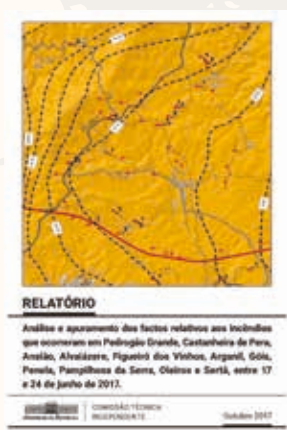 RELATÓRIO
Análise e apuramento dos factos relativos aos incêndios
que ocorreram em Pedrogão Grande, Castanheira de Pera,
Ansião, Alvaiázere, Figueiró dos Vinhos, Arganil, Góis,
Penela, Pampilhosa da Serra, Oleiros e Sertã, entre 17
e 24 de junho de 2017.
COMISSÃO TÉCNICA
INDEPENDENTE
Outubro 2017